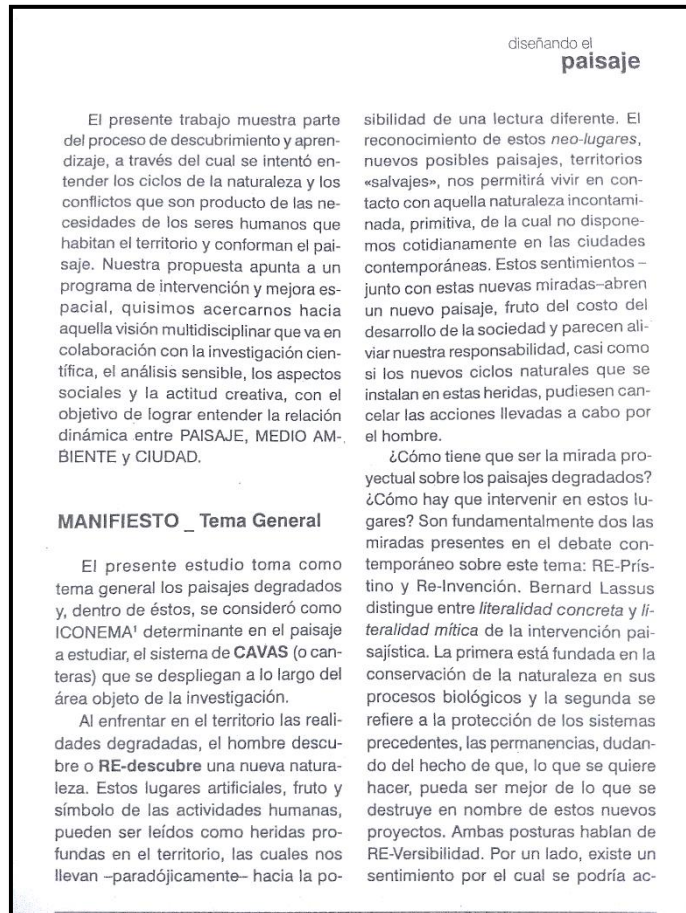 diseñando el
paisaje
El presente trabajo muestra parte
del proceso de descubrimiento y apren-
dizaje, a través del cual se intentó en-
tender los ciclos de la naturaleza y los
conflictos que son producto de las ne-
cesidades de los seres humanos que
habitan el territorio y conforman el pai-
saje. Nuestra propuesta apunta a un
programa de intervención y mejora es-
pacial, quisimos acercarnos hacia
aquella visión multidisciplinar que va en
colaboración con la investigación cien-
tífica, el análisis sensible, los aspectos
sociales y la actitud creativa, con el
objetivo de lograr entender la relación
dinámica entre PAISAJE, MEDIO AM-
BIENTE y CIUDAD.
MANIFIESTO _ Tema General
El presente estudio toma como
tema general los paisajes degradados
y, dentro de éstos, se consideró como
ICONEMA¹ determinante en el paisaje
a estudiar, el sistema de CAVAS (o can-
teras) que se despliegan a lo largo del
área objeto de la investigación.
Al enfrentar en el territorio las reali-
dades degradadas, el hombre descu-
bre o RE-descubre una nueva natura-
leza. Estos lugares artificiales, fruto y
símbolo de las actividades humanas,
pueden ser leídos como heridas pro-
fundas en el territorio, las cuales nos
llevan –paradójicamente– hacia la po-
sibilidad de una lectura diferente. El
reconocimiento de estos neo-lugares,
nuevos posibles paisajes, territorios
«salvajes», nos permitirá vivir en con-
tacto con aquella naturaleza incontami-
nada, primitiva, de la cual no dispone-
mos cotidianamente en las ciudades
contemporáneas. Estos sentimientos –
junto con estas nuevas miradas–abren
un nuevo paisaje, fruto del costo del
desarrollo de la sociedad y parecen ali-
viar nuestra responsabilidad, casi como
si los nuevos ciclos naturales que se
instalan en estas heridas, pudiesen can-
celar las acciones llevadas a cabo por
el hombre.
¿Cómo tiene que ser la mirada pro-
yectual sobre los paisajes degradados?
¿Cómo hay que intervenir en estos lu-
gares? Son fundamentalmente dos las
miradas presentes en el debate con-
temporáneo sobre este tema: RE-Prís-
tino y Re-Invención. Bernard Lassus
distingue entre literalidad concreta y li-
teralidad mítica de la intervención pai-
sajística. La primera está fundada en la
conservación de la naturaleza en sus
procesos biológicos y la segunda se
refiere a la protección de los sistemas
precedentes, las permanencias, dudan-
do del hecho de que, lo que se quiere
hacer, pueda ser mejor de lo que se
destruye en nombre de estos nuevos
proyectos. Ambas posturas hablan de
RE-Versibilidad. Por un lado, existe un
sentimiento por el cual se podría ac-